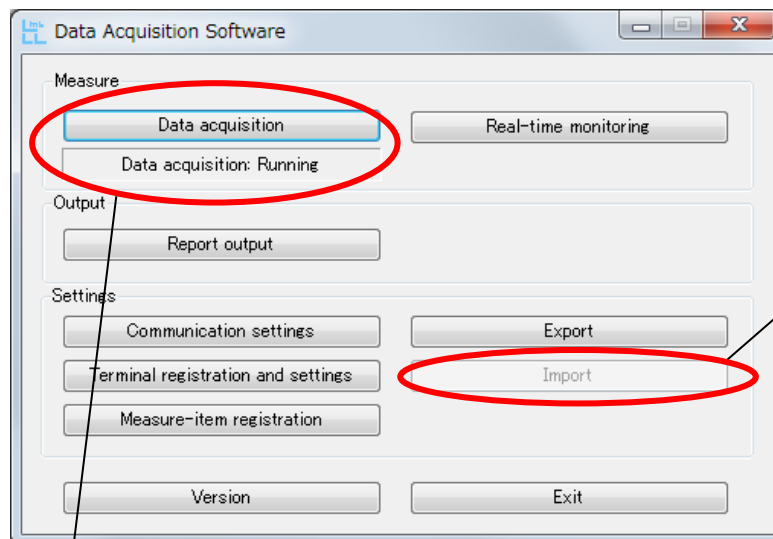 Data Acquisition Software
Measure
Data acquisition
Real-time monitoring
Data acquisition: Running
Output
Report output
Settings
Communication settings
Export
Terminal registration and settings
Import
Measure-item registration
Version
Exit